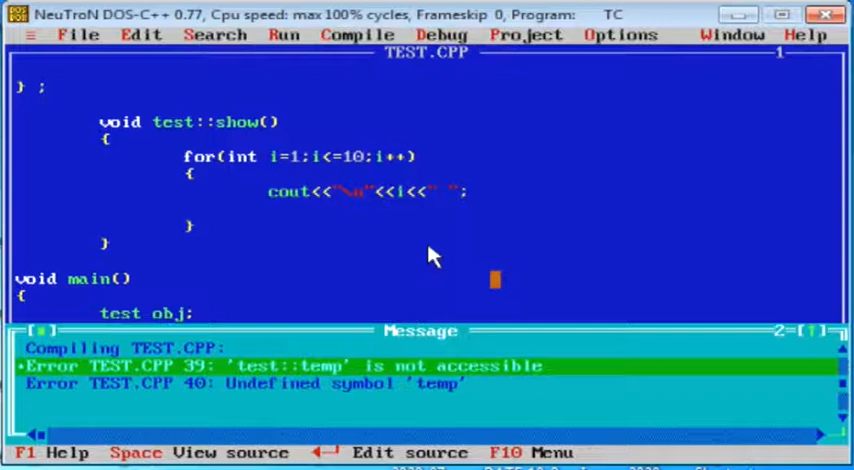 NeuTroN DOS-C++ 0.77, Cpu speed: max 100% cycles, Frameskip 0, Program: TC
≡ File Edit Search Run Compile Debug Project Options Window Help
TEST.CPP 1
} ;
void test::show()
{
for(int i=1;i<=10;i++)
{
cout<<"\n"<<i<<" ";
}
}
void main()
{
test obj;
Message 2=[↑]
Compiling TEST.CPP:
•Error TEST.CPP 39: 'test::temp' is not accessible
Error TEST.CPP 40: Undefined symbol 'temp'
F1 Help Space View source ←┘ Edit source F10 Menu